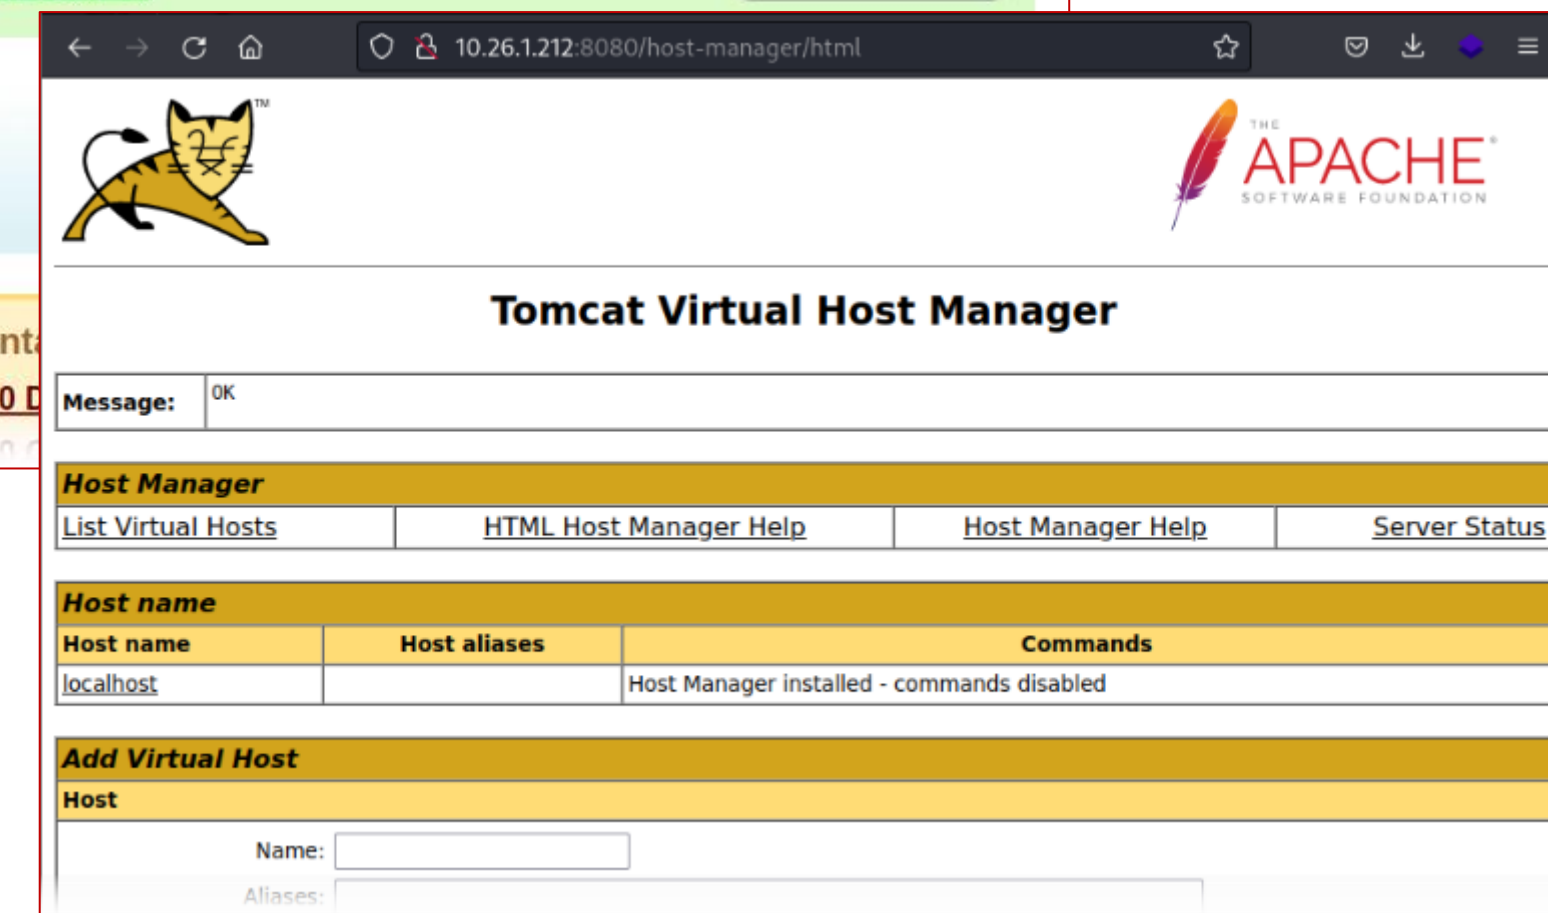 10.26.1.212:8080/host-manager/html
TM
THE
APACHE®
SOFTWARE FOUNDATION
Tomcat Virtual Host Manager
Message: OK
Host Manager
List Virtual Hosts HTML Host Manager Help Host Manager Help Server Status
Host name
Host name Host aliases Commands
localhost Host Manager installed - commands disabled
Add Virtual Host
Host
Name:
Aliases: